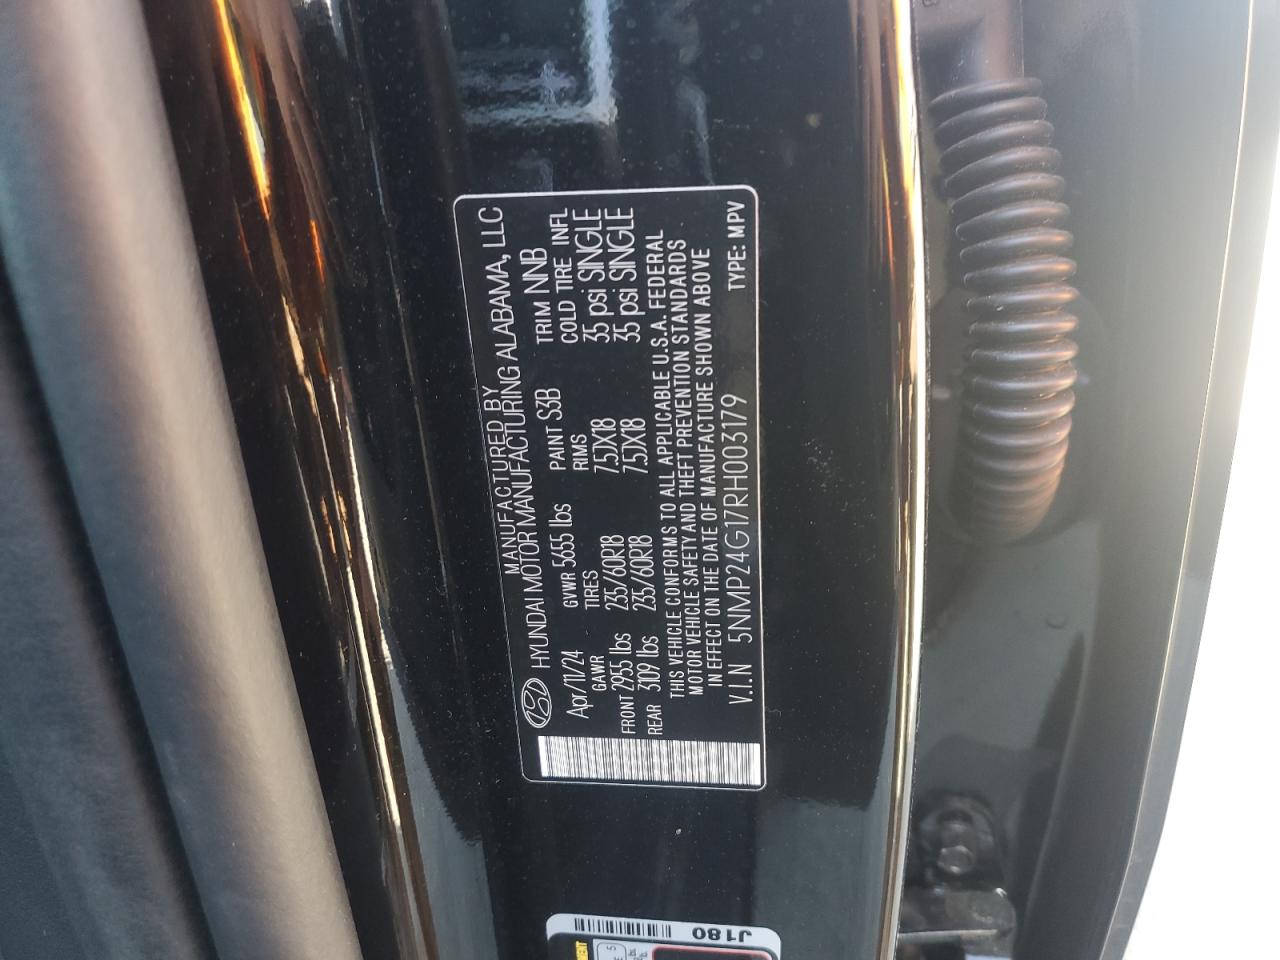 MANUFACTURED BY
HYUNDAI MOTOR MANUFACTURING ALABAMA, LLC
Apr/11/24 GVWR 5655 lbs PAINT S3B TRIM NNB
GAWR TIRES RIMS COLD TIRE INFL
FRONT 2955 lbs 235/60R18 7.5JX18 35 psi SINGLE
REAR 3109 lbs 235/60R18 7.5JX18 35 psi SINGLE
THIS VEHICLE CONFORMS TO ALL APPLICABLE U.S.A. FEDERAL
MOTOR VEHICLE SAFETY AND THEFT PREVENTION STANDARDS
IN EFFECT ON THE DATE OF MANUFACTURE SHOWN ABOVE
V.I.N 5NMP24G17RH003179 TYPE: MPV
J180